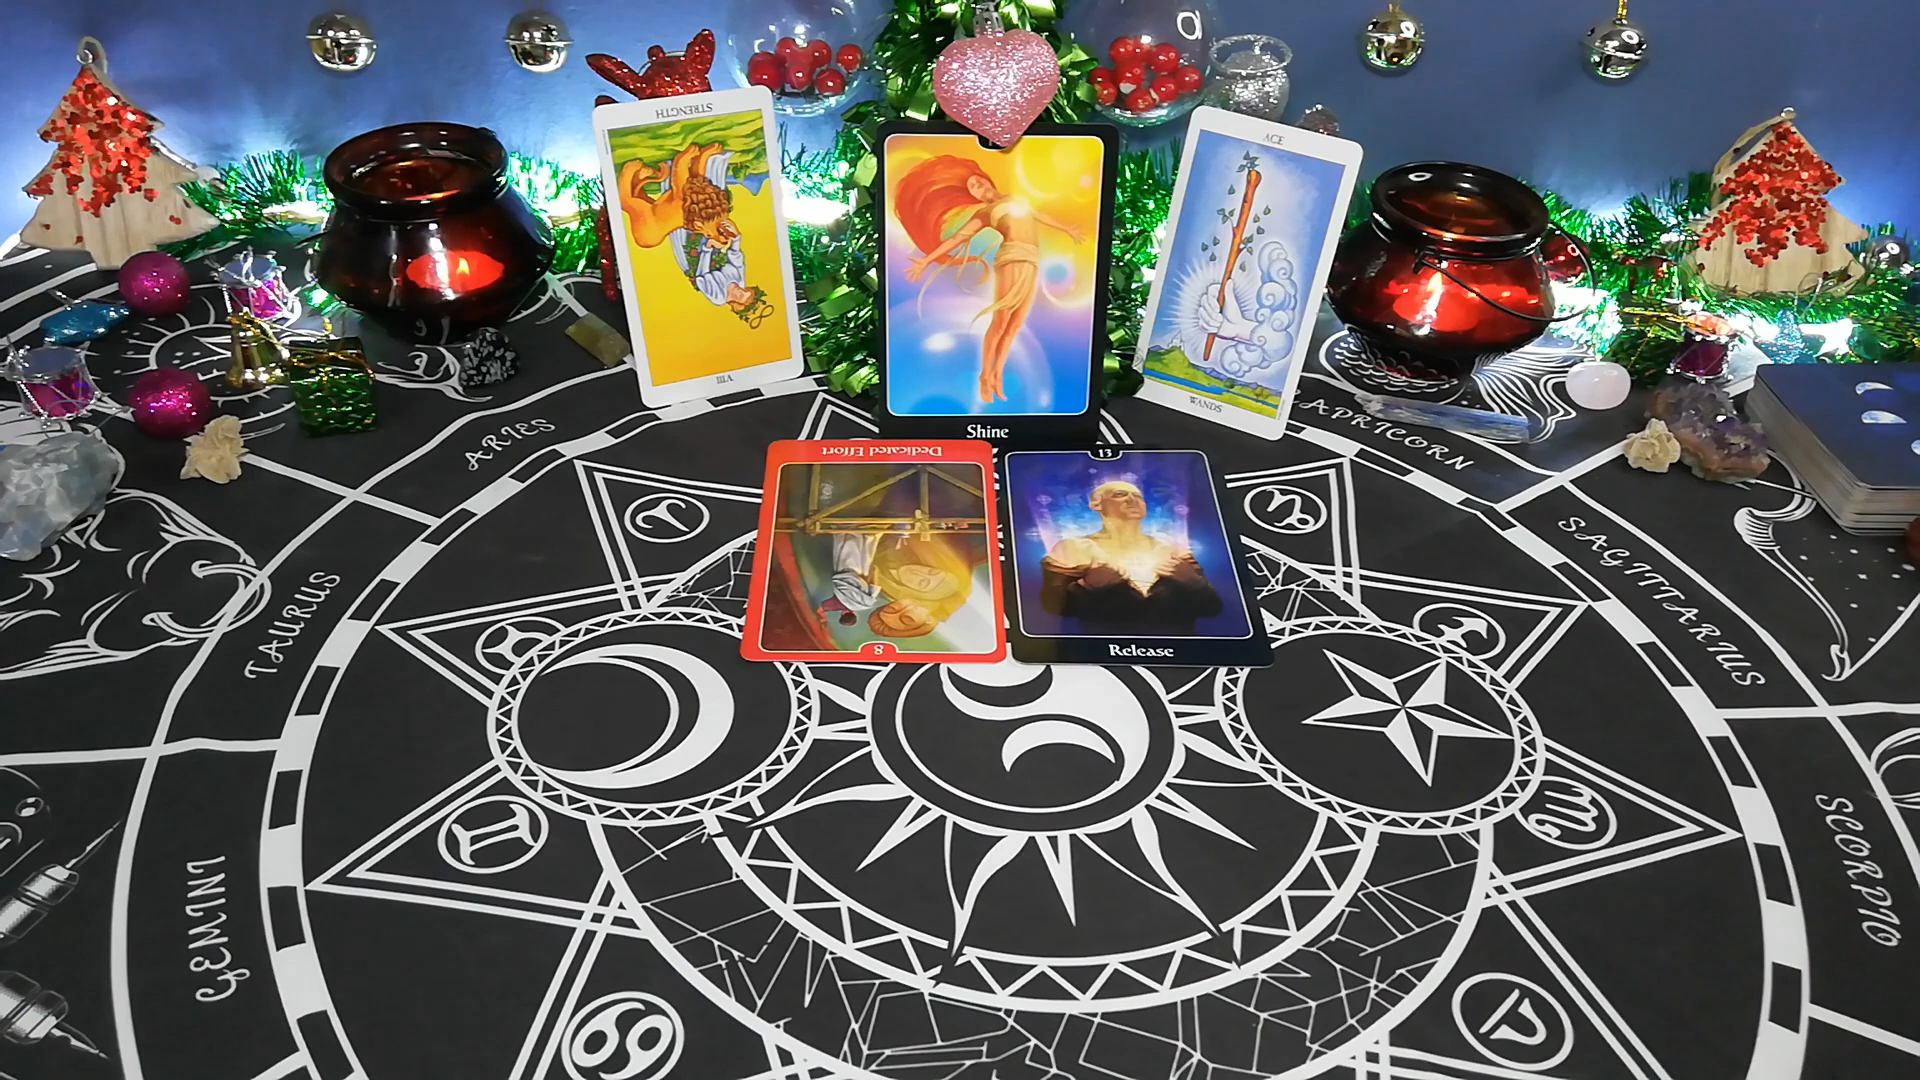 STRENGTH
VIII
ACE
WANDS
Shine
Dedicated Effort
8
13
Release
ARIES
CAPRICORN
TAURUS
SAGITTARIUS
GEMINI
SCORPIO